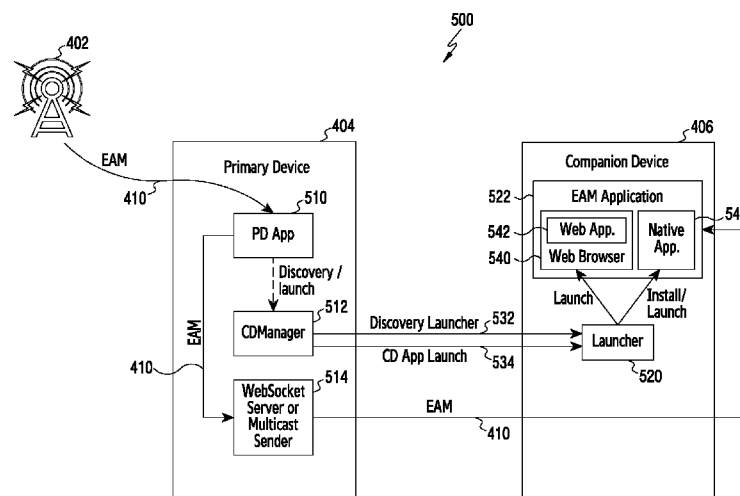 500
402
404
406
EAM
410
Primary Device
510
PD App
Discovery /
launch
512
CDManager
EAM
410
514
WebSocket
Server or
Multicast
Sender
Discovery Launcher
532
CD App Launch
534
EAM
410
Companion Device
522
EAM Application
542
Web App.
540
Web Browser
Native
App.
Launch
Install/
Launch
Launcher
520